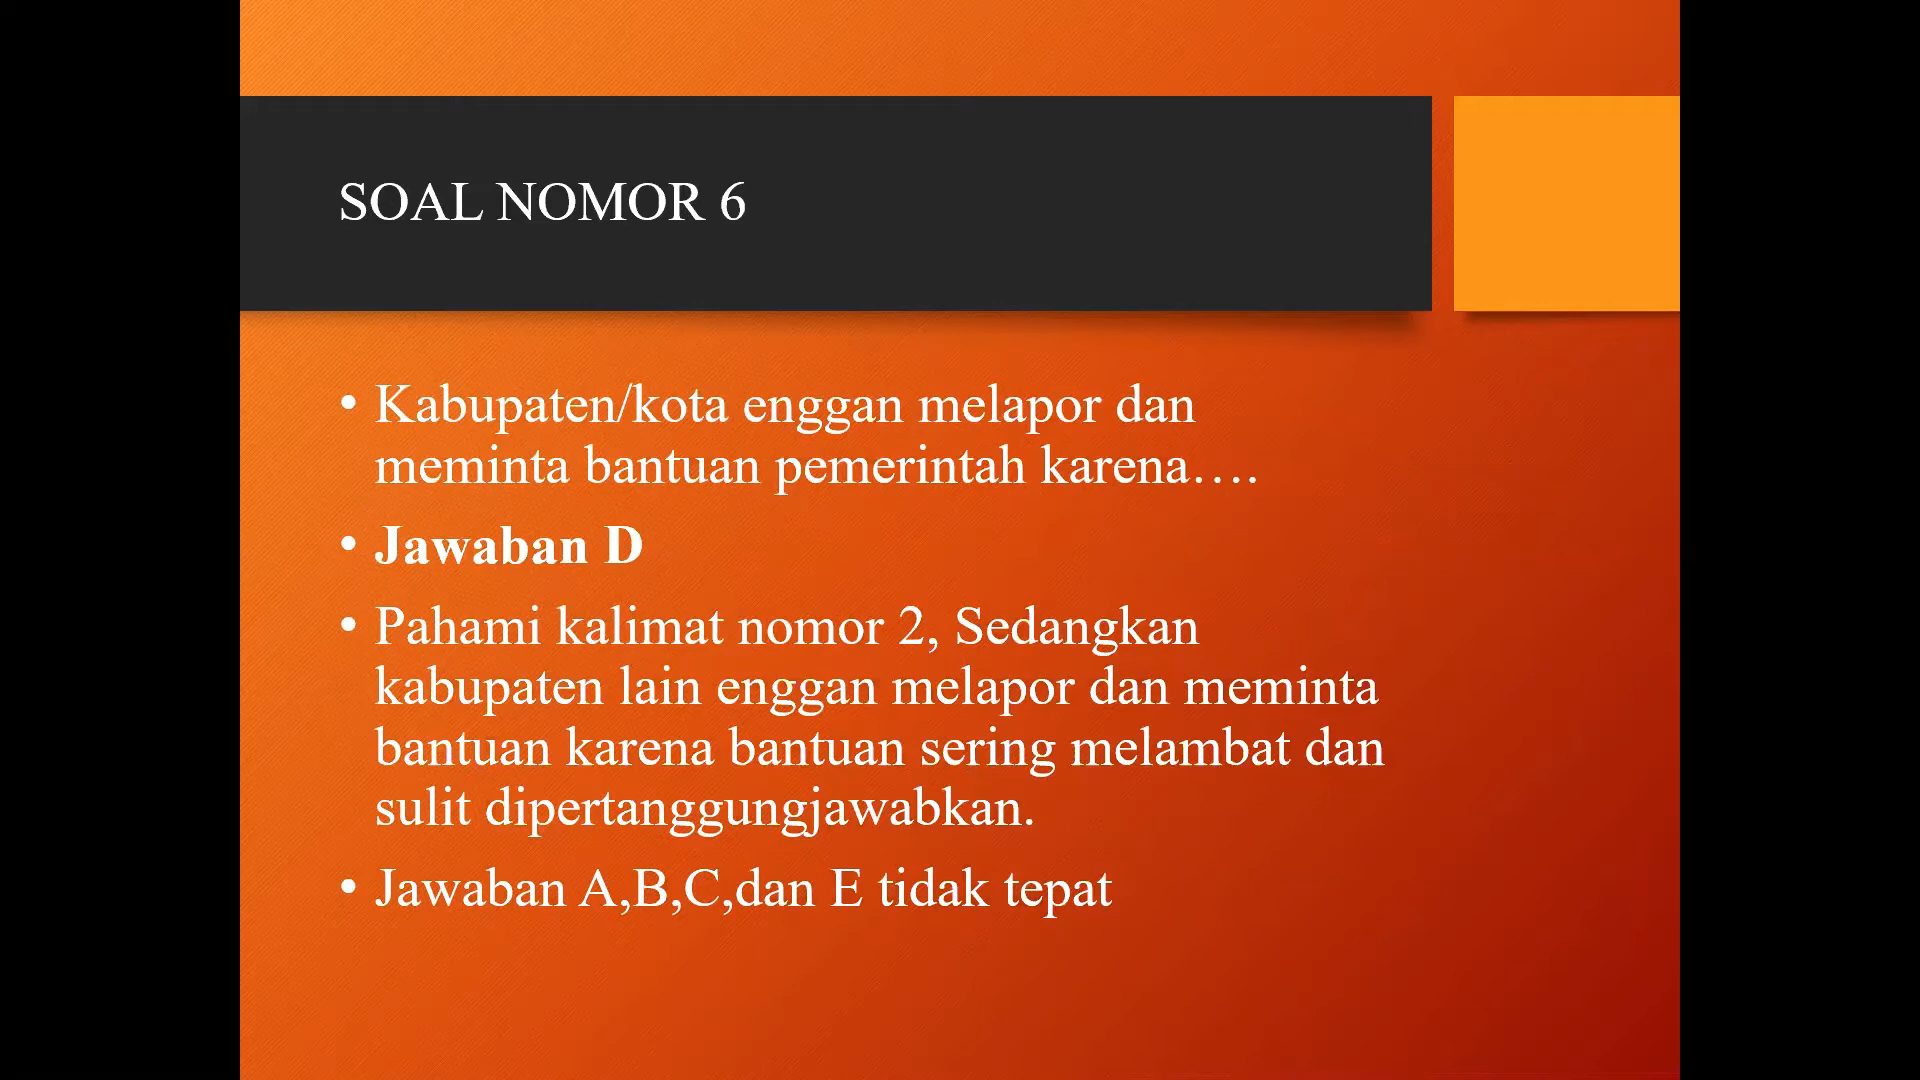 SOAL NOMOR 6
• Kabupaten/kota enggan melapor dan
meminta bantuan pemerintah karena….
• Jawaban D
• Pahami kalimat nomor 2, Sedangkan
kabupaten lain enggan melapor dan meminta
bantuan karena bantuan sering melambat dan
sulit dipertanggungjawabkan.
• Jawaban A,B,C,dan E tidak tepat